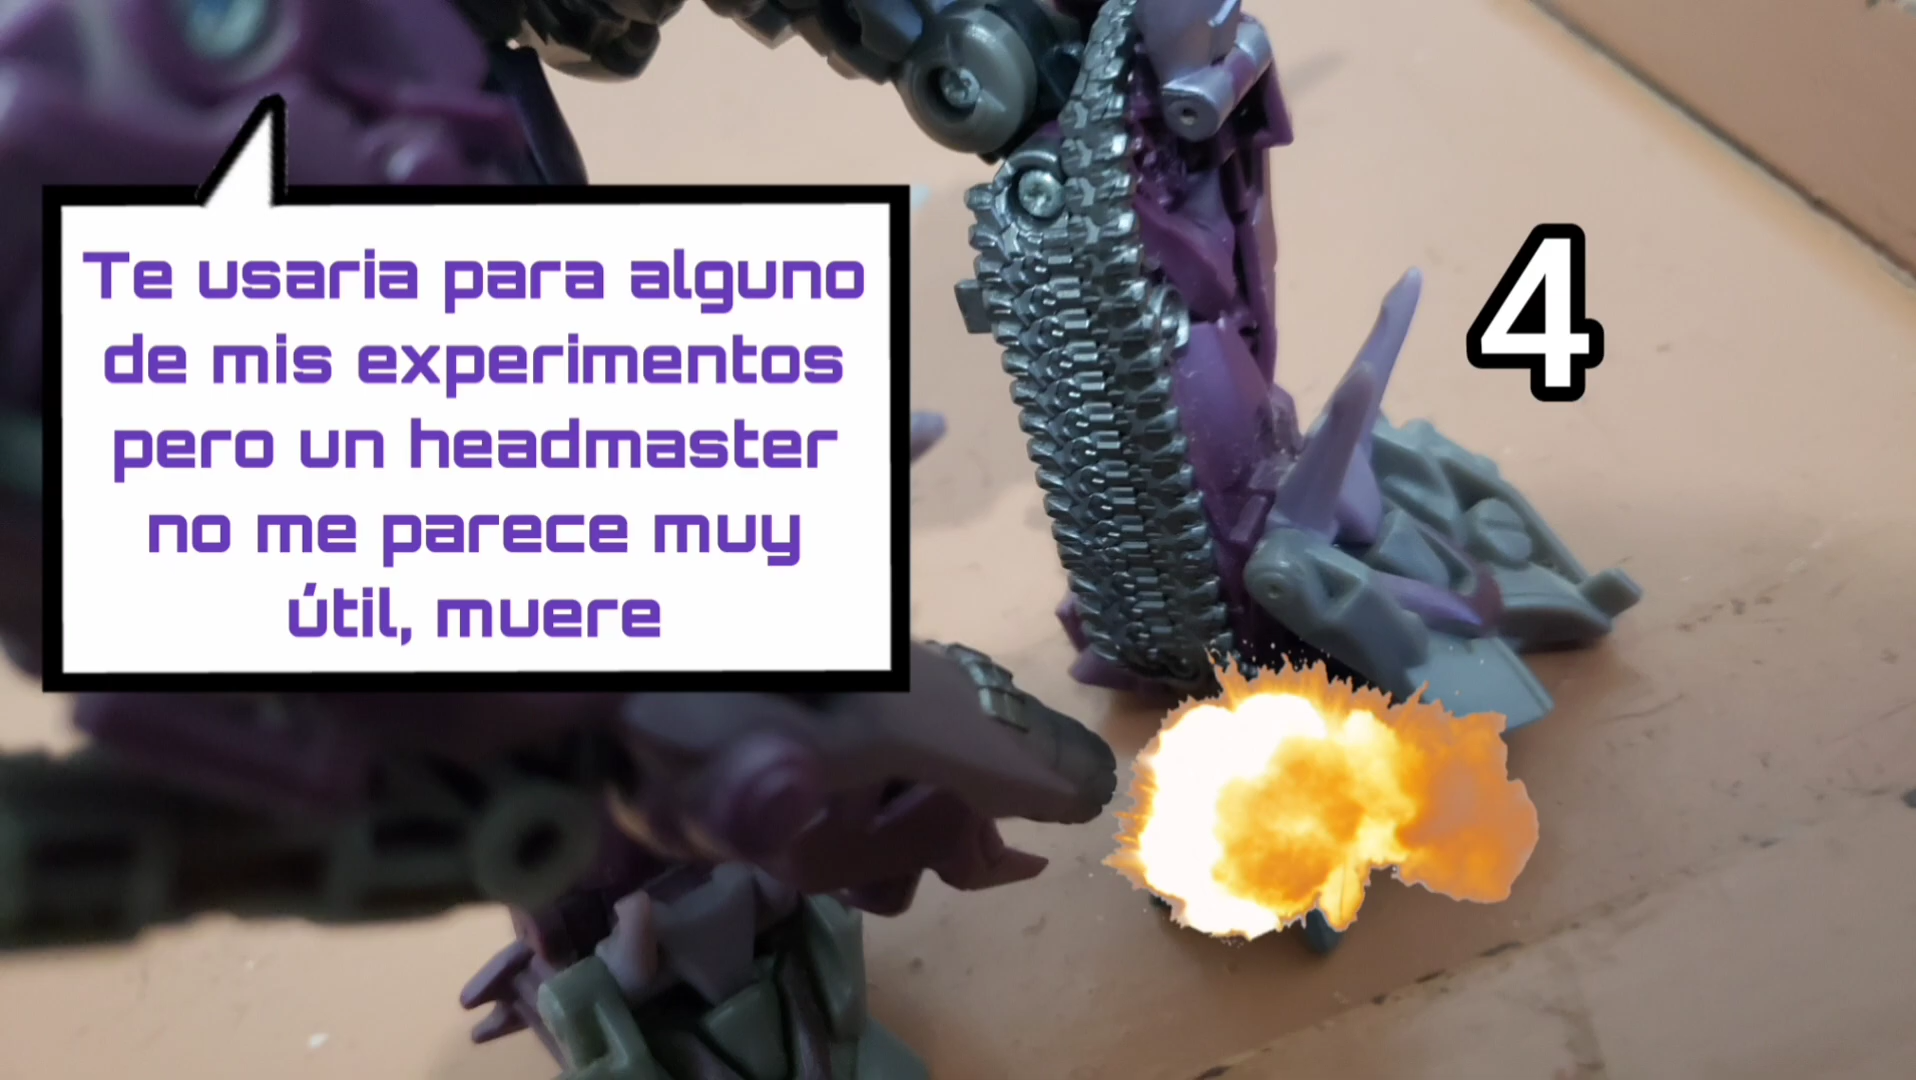 Te usaria para alguno
de mis experimentos
pero un headmaster
no me parece muy
útil, muere
4